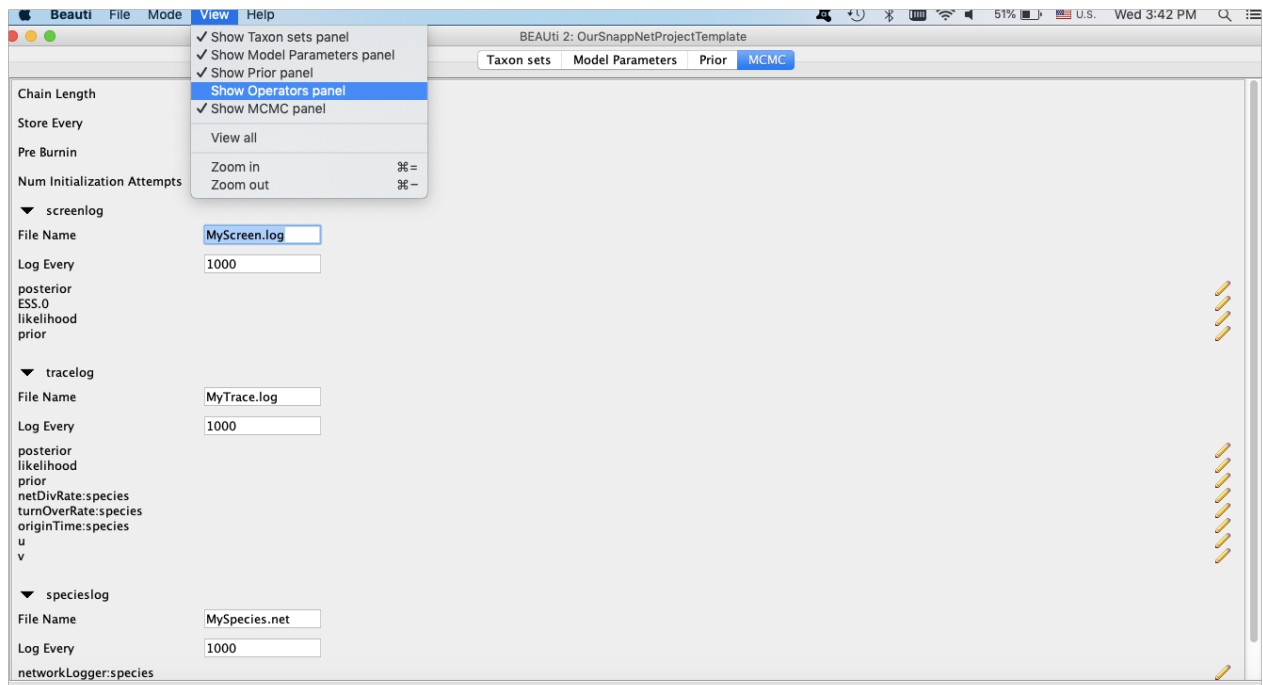 Beauti File Mode View Help 51% U.S. Wed 3:42 PM
BEAUti 2: OurSnappNetProjectTemplate
Taxon sets Model Parameters Prior MCMC
✓ Show Taxon sets panel
✓ Show Model Parameters panel
✓ Show Prior panel
Show Operators panel
✓ Show MCMC panel
View all
Zoom in ⌘=
Zoom out ⌘−
Chain Length
Store Every
Pre Burnin
Num Initialization Attempts
screenlog
File Name MyScreen.log
Log Every 1000
posterior
ESS.0
likelihood
prior
tracelog
File Name MyTrace.log
Log Every 1000
posterior
likelihood
prior
netDivRate:species
turnOverRate:species
originTime:species
u
v
specieslog
File Name MySpecies.net
Log Every 1000
networkLogger:species